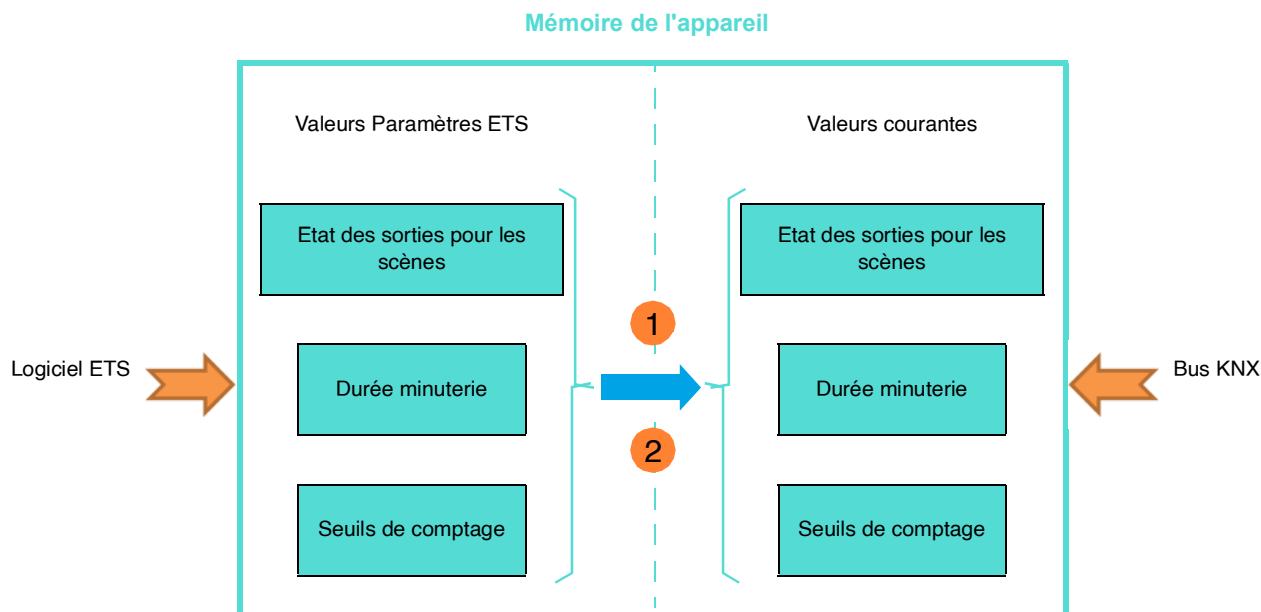 Mémoire de l'appareil
Valeurs Paramètres ETS
Valeurs courantes
Etat des sorties pour les
scènes
Etat des sorties pour les
scènes
1
Logiciel ETS
Durée minuterie
Durée minuterie
Bus KNX
2
Seuils de comptage
Seuils de comptage